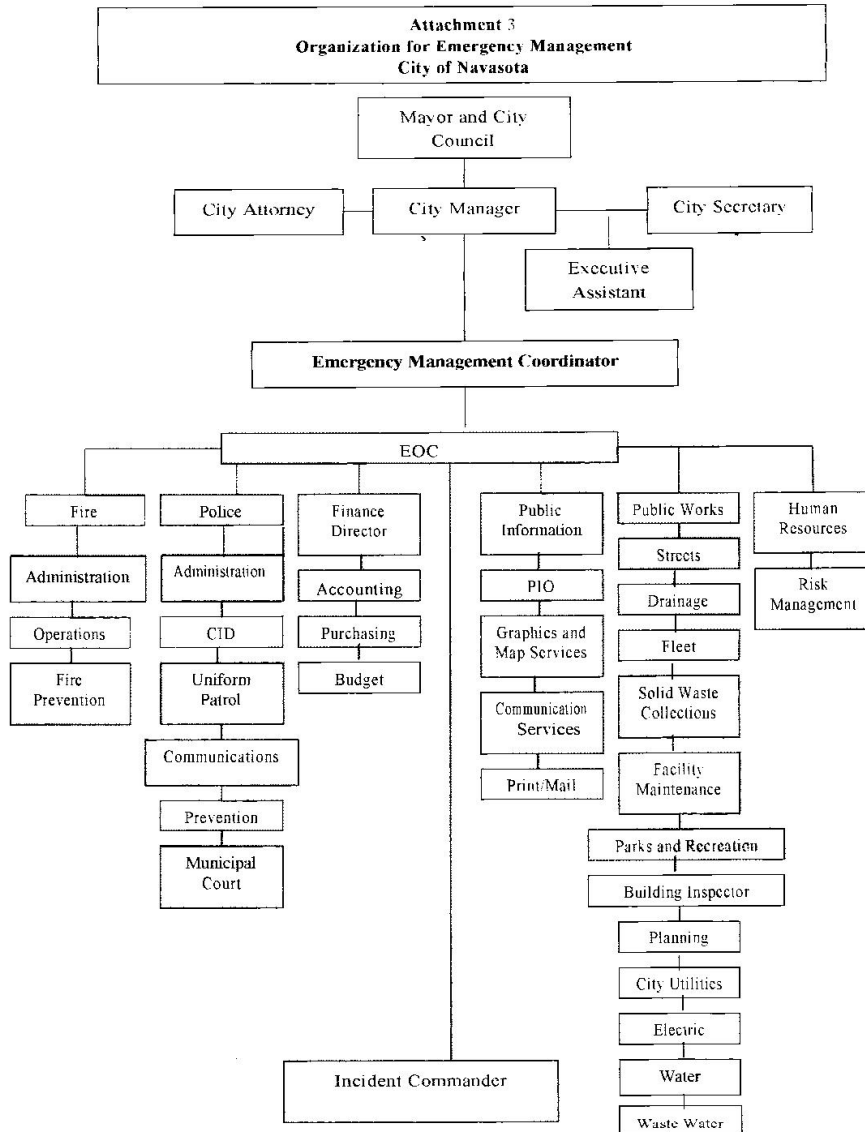 Attachment 3
Organization for Emergency Management
City of Navasota
Mayor and City
Council
City Attorney
City Manager
City Secretary
Executive
Assistant
Emergency Management Coordinator
EOC
Fire
Administration
Operations
Fire
Prevention
Police
Administration
CID
Uniform
Patrol
Communications
Prevention
Municipal
Court
Finance
Director
Accounting
Purchasing
Budget
Public
Information
PIO
Graphics and
Map Services
Communication
Services
Print/Mail
Public Works
Streets
Drainage
Fleet
Solid Waste
Collections
Facility
Maintenance
Parks and Recreation
Building Inspector
Planning
City Utilities
Electric
Water
Waste Water
Human
Resources
Risk
Management
Incident Commander